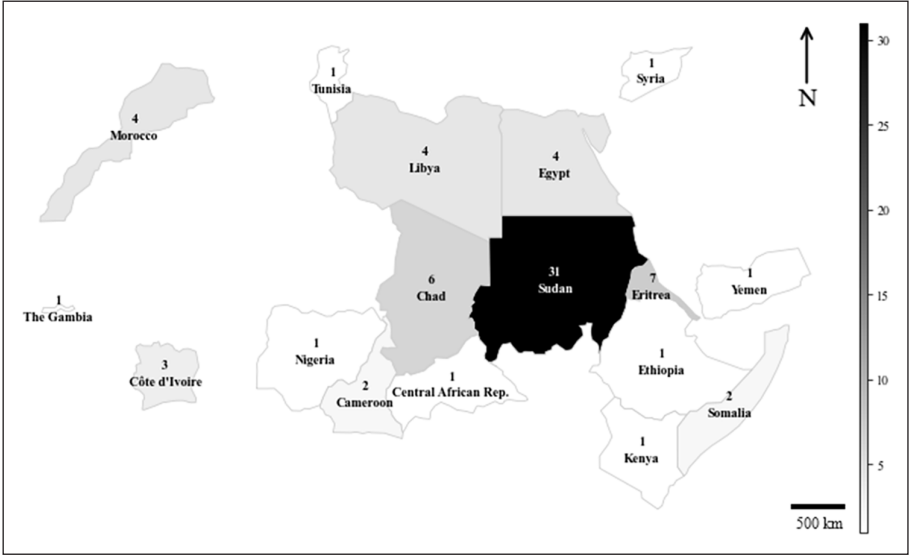 30
1
Syria
1
Tunisia
N
4
Morocco
25
4
Libya
4
Egypt
20
31
Sudan
6
Chad
7
Eritrea
1
Yemen
15
1
The Gambia
1
Nigeria
1
Ethiopia
3
Côte d'Ivoire
10
2
Cameroon
1
Central African Rep.
2
Somalia
1
Kenya
5
500 km